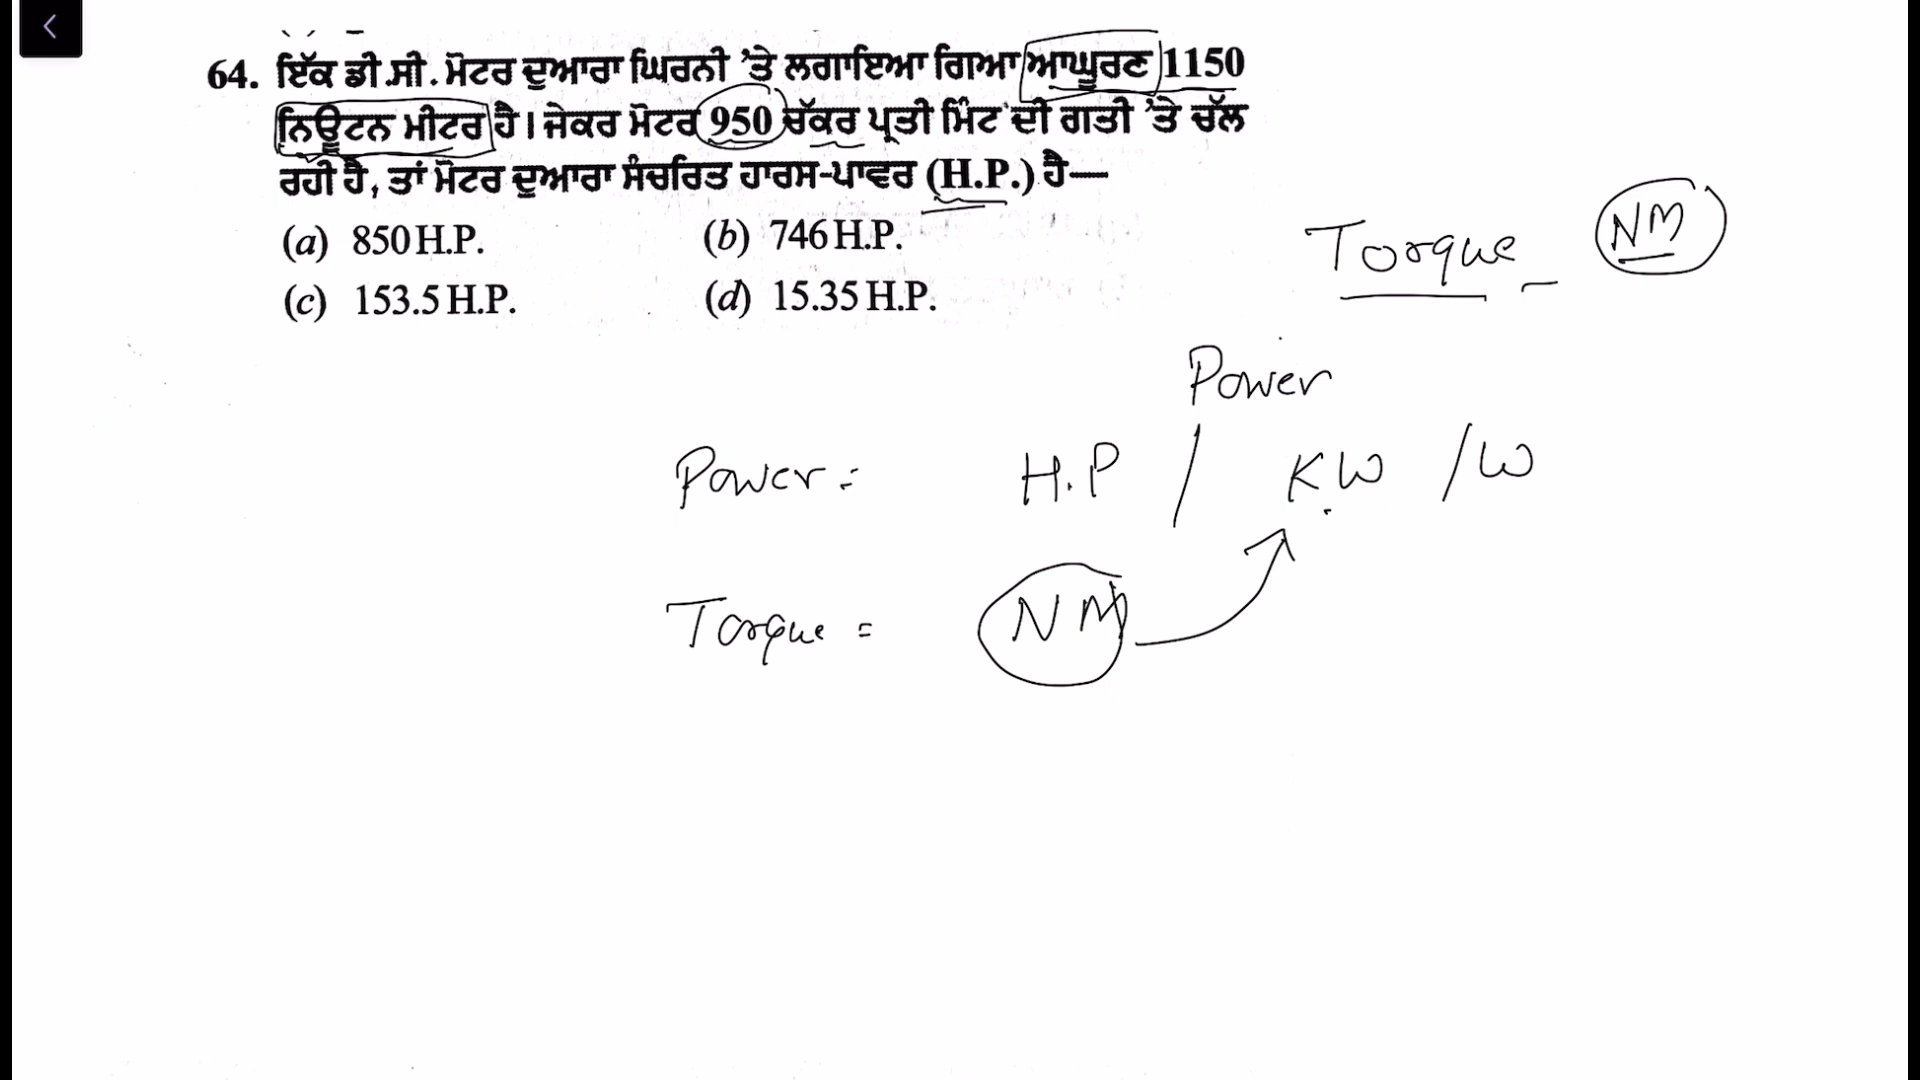 64. ਇੱਕ ਡੀ.ਸੀ. ਮੋਟਰ ਦੁਆਰਾ ਘਿਰਨੀ ’ਤੇ ਲਗਾਇਆ ਗਿਆ ਆਘੂਰਣ 1150
ਨਿਊਟਨ ਮੀਟਰ ਹੈ। ਜੇਕਰ ਮੋਟਰ 950 ਚੱਕਰ ਪ੍ਰਤੀ ਮਿੰਟ ਦੀ ਗਤੀ ’ਤੇ ਚੱਲ
ਰਹੀ ਹੈ, ਤਾਂ ਮੋਟਰ ਦੁਆਰਾ ਸੰਚਰਿਤ ਹਾਰਸ-ਪਾਵਰ (H.P.) ਹੈ—
(a) 850 H.P. (b) 746 H.P.
(c) 153.5 H.P. (d) 15.35 H.P.
Torque - NM
Power
Power = H.P / KW / W
Torque = NM